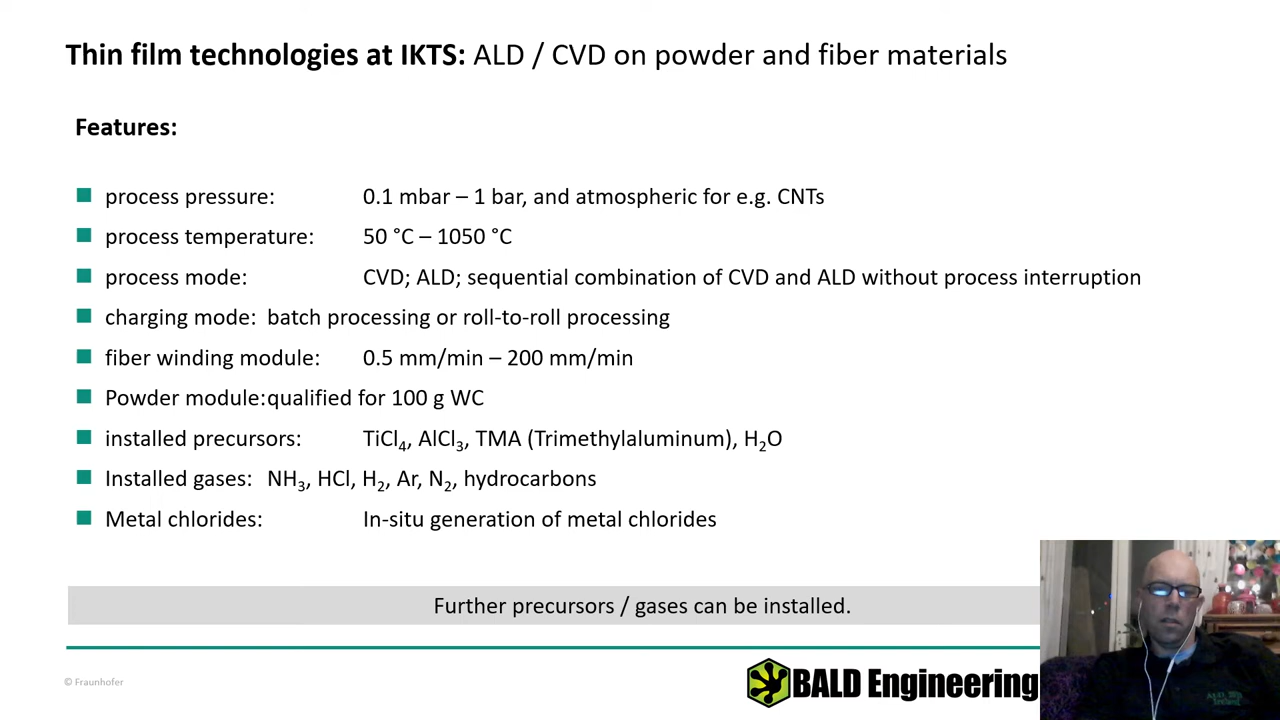 Thin film technologies at IKTS: ALD / CVD on powder and fiber materials
Features:
process pressure: 0.1 mbar – 1 bar, and atmospheric for e.g. CNTs
process temperature: 50 °C – 1050 °C
process mode: CVD; ALD; sequential combination of CVD and ALD without process interruption
charging mode: batch processing or roll-to-roll processing
fiber winding module: 0.5 mm/min – 200 mm/min
Powder module: qualified for 100 g WC
installed precursors: TiCl₄, AlCl₃, TMA (Trimethylaluminum), H₂O
Installed gases: NH₃, HCl, H₂, Ar, N₂, hydrocarbons
Metal chlorides: In-situ generation of metal chlorides
Further precursors / gases can be installed.
© Fraunhofer
BALD Engineering